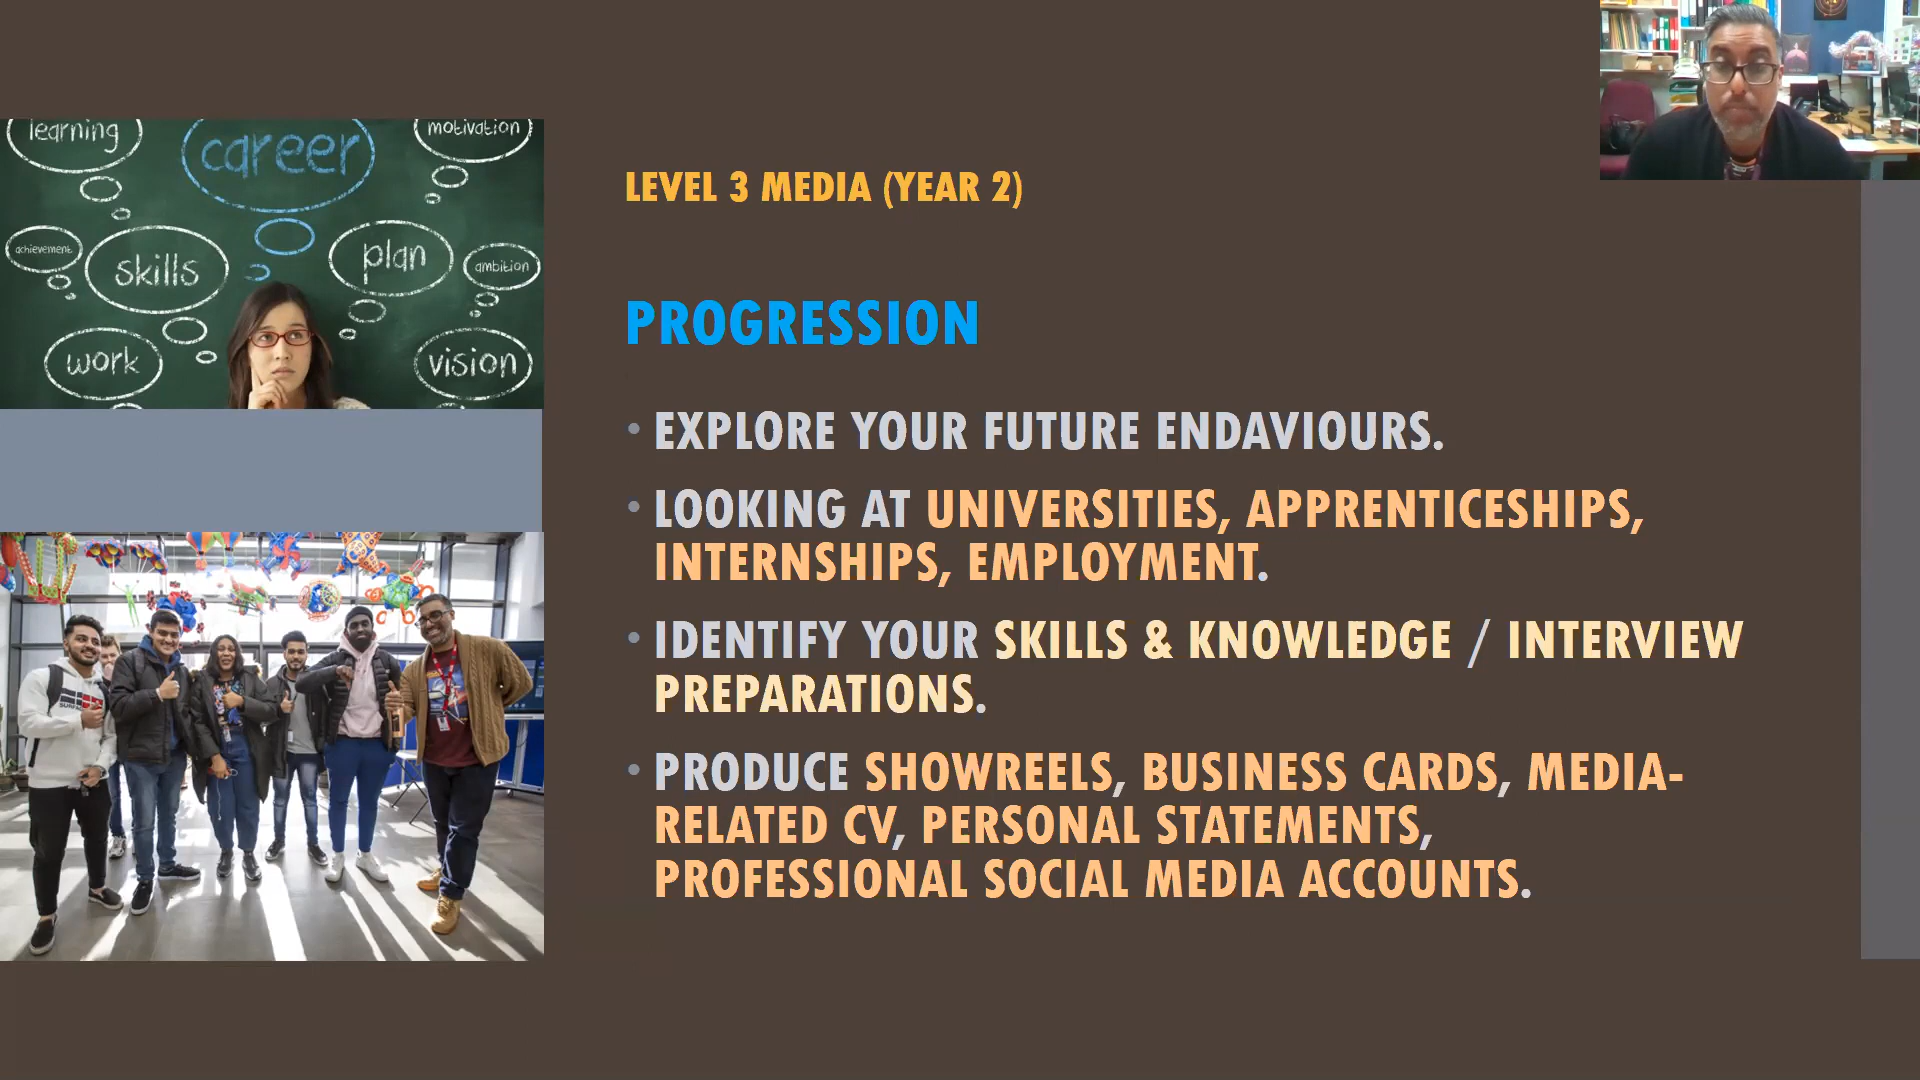 learning
career
motivation
achievement
skills
plan
ambition
work
vision
LEVEL 3 MEDIA (YEAR 2)
PROGRESSION
• EXPLORE YOUR FUTURE ENDAVIOURS.
• LOOKING AT UNIVERSITIES, APPRENTICESHIPS,
INTERNSHIPS, EMPLOYMENT.
• IDENTIFY YOUR SKILLS & KNOWLEDGE / INTERVIEW
PREPARATIONS.
• PRODUCE SHOWREELS, BUSINESS CARDS, MEDIA-
RELATED CV, PERSONAL STATEMENTS,
PROFESSIONAL SOCIAL MEDIA ACCOUNTS.